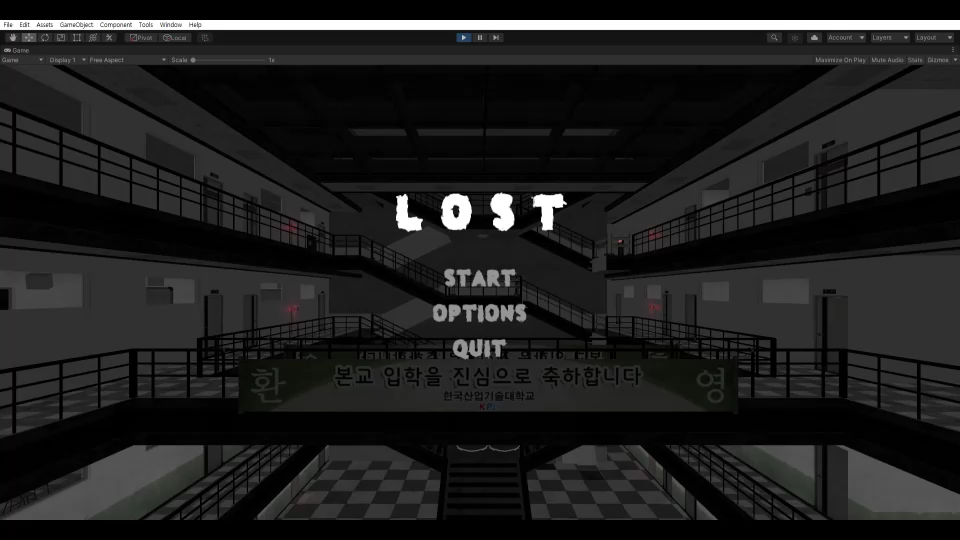 File Edit Assets GameObject Component Tools Window Help
Pivot Local
Account Layers Layout
Game
Game Display 1 Free Aspect Scale 1x Maximize On Play Mute Audio Stats Gizmos
LOST
START
OPTIONS
QUIT
환 본교 입학을 진심으로 축하합니다 영
한국산업기술대학교